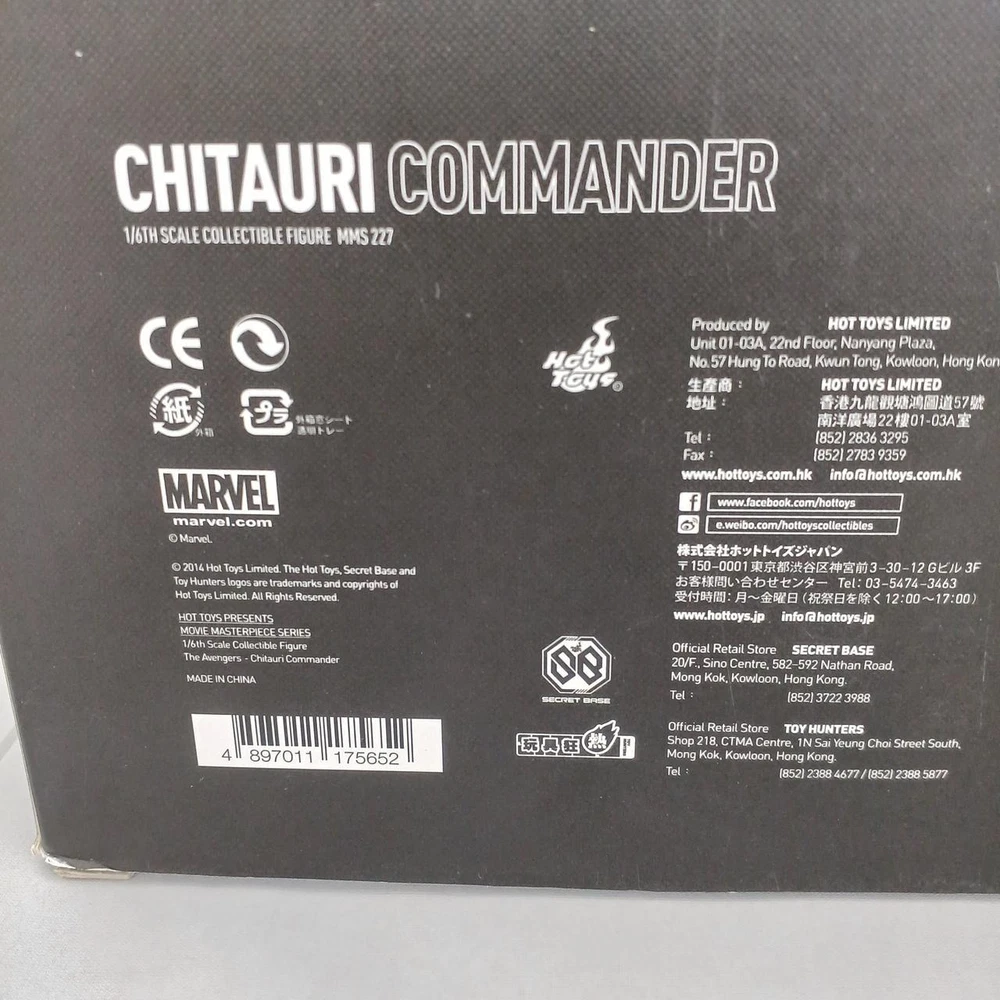 CHITAURI COMMANDER
1/6TH SCALE COLLECTIBLE FIGURE MMS 227
CE
紙
外箱
プラ
外箱窓シート
透明トレー
MARVEL
marvel.com
© Marvel.
© 2014 Hot Toys Limited. The Hot Toys, Secret Base and
Toy Hunters logos are trademarks and copyrights of
Hot Toys Limited. All Rights Reserved.
HOT TOYS PRESENTS
MOVIE MASTERPIECE SERIES
1/6th Scale Collectible Figure
The Avengers - Chitauri Commander
MADE IN CHINA
4 897011 175652
Hot
Toys
®
SB
SECRET BASE
玩具狂熱
Produced by HOT TOYS LIMITED
Unit 01-03A, 22nd Floor, Nanyang Plaza,
No.57 Hung To Road, Kwun Tong, Kowloon, Hong Kon
生產商： HOT TOYS LIMITED
地址： 香港九龍觀塘鴻圖道57號
南洋廣場22樓01-03A室
Tel： (852) 2836 3295
Fax： (852) 2783 9359
www.hottoys.com.hk info@hottoys.com.hk
f www.facebook.com/hottoys
e.weibo.com/hottoyscollectibles
株式会社ホットトイズジャパン
〒150-0001 東京都渋谷区神宮前3-30-12 Gビル 3F
お客様問い合わせセンター Tel: 03-5474-3463
受付時間：月～金曜日（祝祭日を除く12:00～17:00）
www.hottoys.jp info@hottoys.jp
Official Retail Store SECRET BASE
20/F., Sino Centre, 582-592 Nathan Road,
Mong Kok, Kowloon, Hong Kong.
Tel： (852) 3722 3988
Official Retail Store TOY HUNTERS
Shop 218, CTMA Centre, 1N Sai Yeung Choi Street South,
Mong Kok, Kowloon, Hong Kong.
Tel： (852) 2388 4677 / (852) 2388 5877